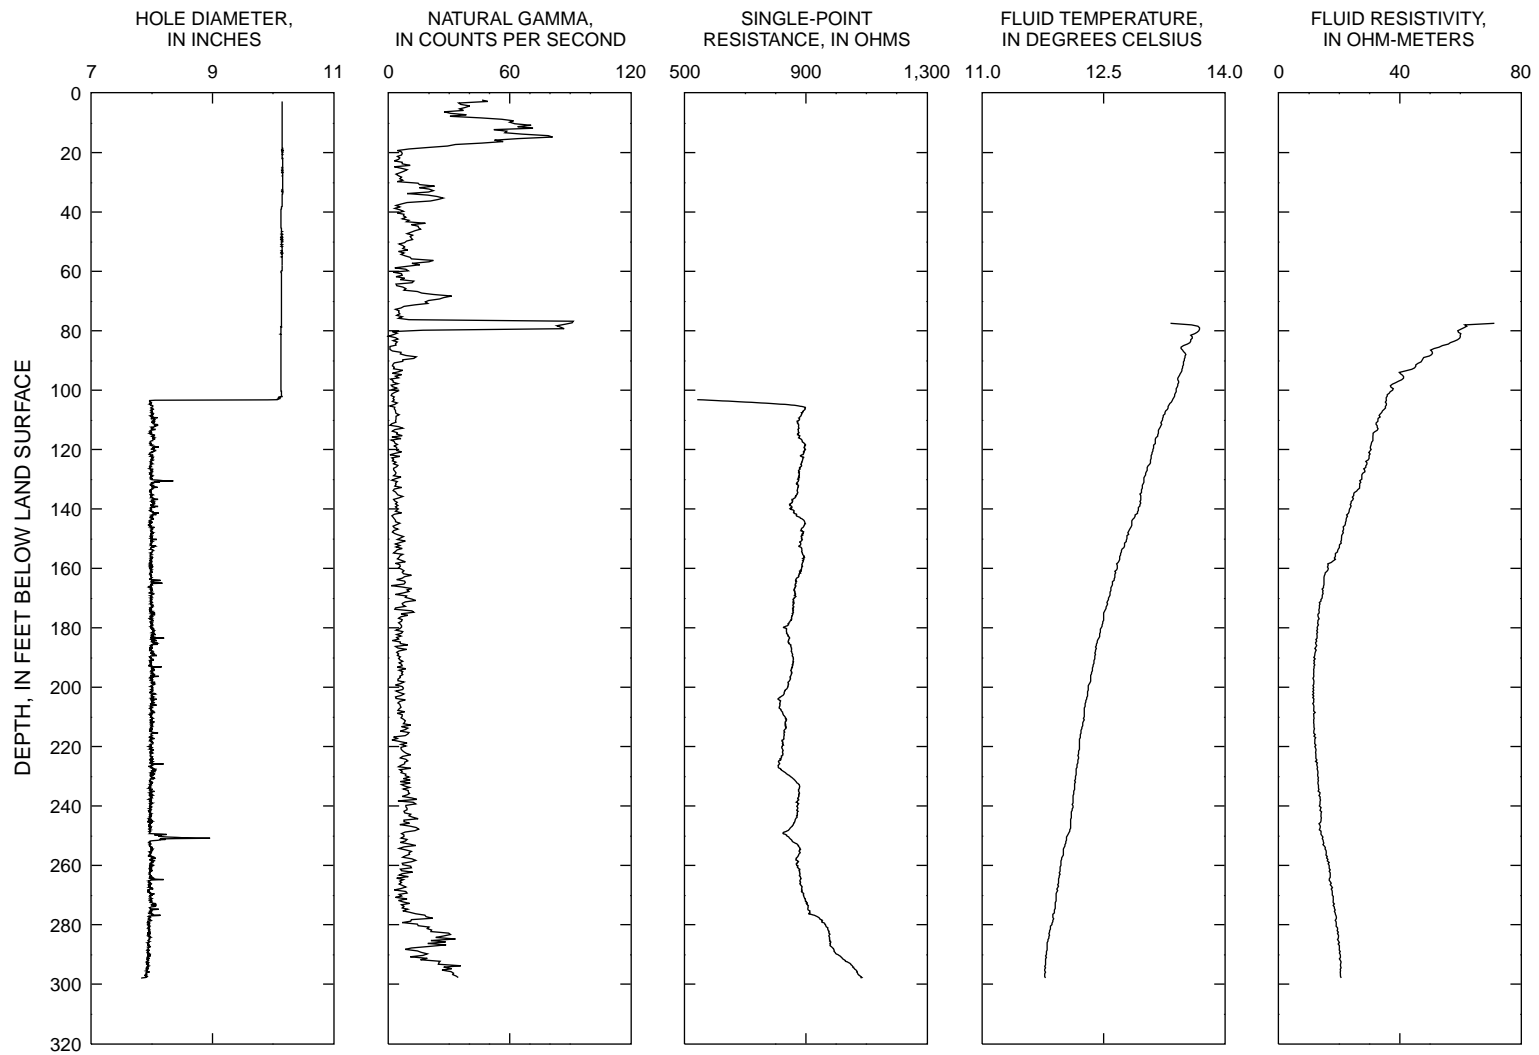 HOLE DIAMETER,
IN INCHES
NATURAL GAMMA,
IN COUNTS PER SECOND
SINGLE-POINT
RESISTANCE, IN OHMS
FLUID TEMPERATURE,
IN DEGREES CELSIUS
FLUID RESISTIVITY,
IN OHM-METERS
7 9 11
0 60 120
500 900 1,300
11.0 12.5 14.0
0 40 80
DEPTH, IN FEET BELOW LAND SURFACE
0
20
40
60
80
100
120
140
160
180
200
220
240
260
280
300
320